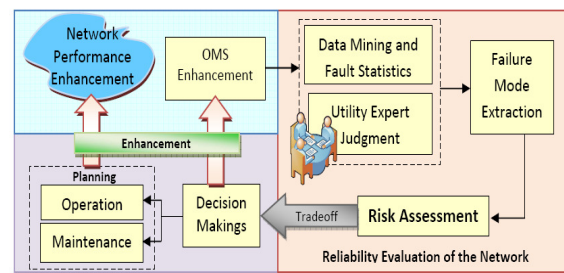 Network
Performance
Enhancement
OMS
Enhancement
Data Mining and
Fault Statistics
Utility Expert
Judgment
Failure
Mode
Extraction
Enhancement
Planning
Operation
Maintenance
Decision
Makings
Tradeoff
Risk Assessment
Reliability Evaluation of the Network